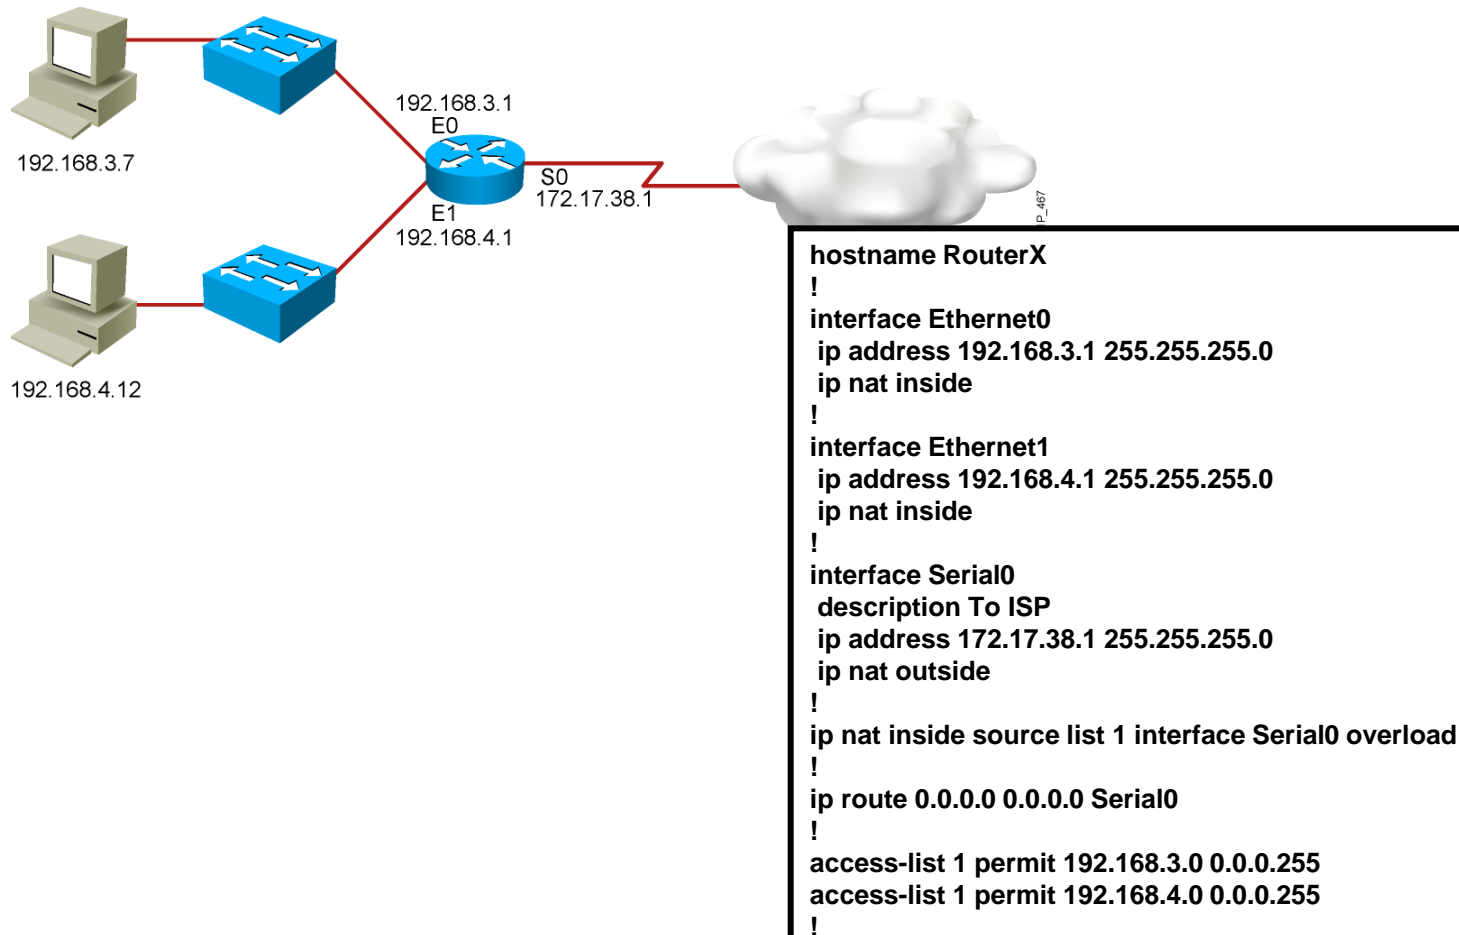 192.168.3.7
192.168.3.1
E0
S0
172.17.38.1
E1
192.168.4.1
192.168.4.12
IP_467
hostname RouterX
!
interface Ethernet0
 ip address 192.168.3.1 255.255.255.0
 ip nat inside
!
interface Ethernet1
 ip address 192.168.4.1 255.255.255.0
 ip nat inside
!
interface Serial0
 description To ISP
 ip address 172.17.38.1 255.255.255.0
 ip nat outside
!
ip nat inside source list 1 interface Serial0 overload
!
ip route 0.0.0.0 0.0.0.0 Serial0
!
access-list 1 permit 192.168.3.0 0.0.0.255
access-list 1 permit 192.168.4.0 0.0.0.255
!